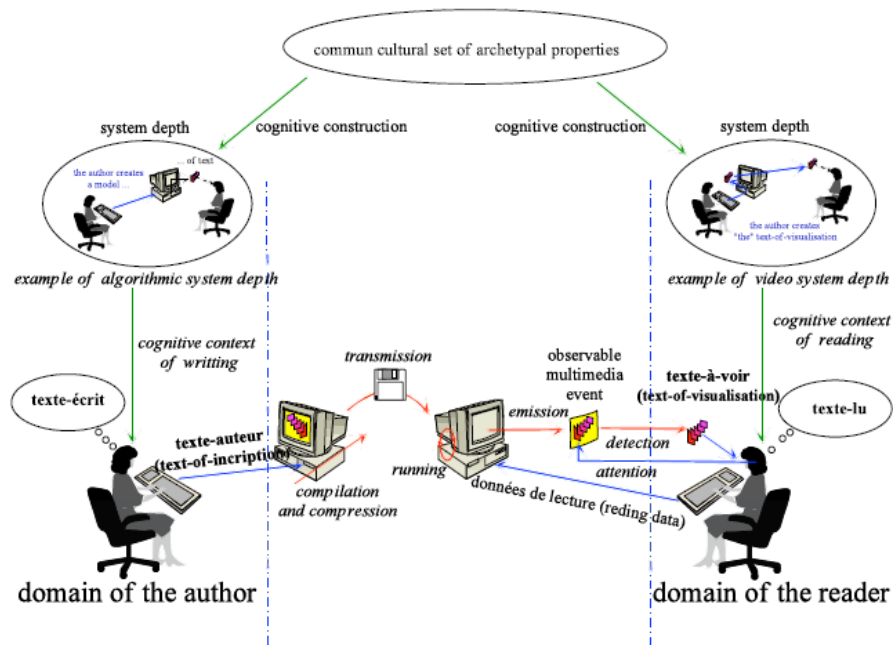 commun cultural set of archetypal properties
cognitive construction
cognitive construction
system depth
... of text
the author creates
a model ...
example of algorithmic system depth
system depth
the author creates
"the" text-of-visualisation
example of video system depth
cognitive context
of writting
cognitive context
of reading
texte-écrit
texte-auteur
(text-of-incription)
compilation
and compression
transmission
running
emission
observable
multimedia
event
detection
attention
texte-à-voir
(text-of-visualisation)
données de lecture (reding data)
texte-lu
domain of the author
domain of the reader